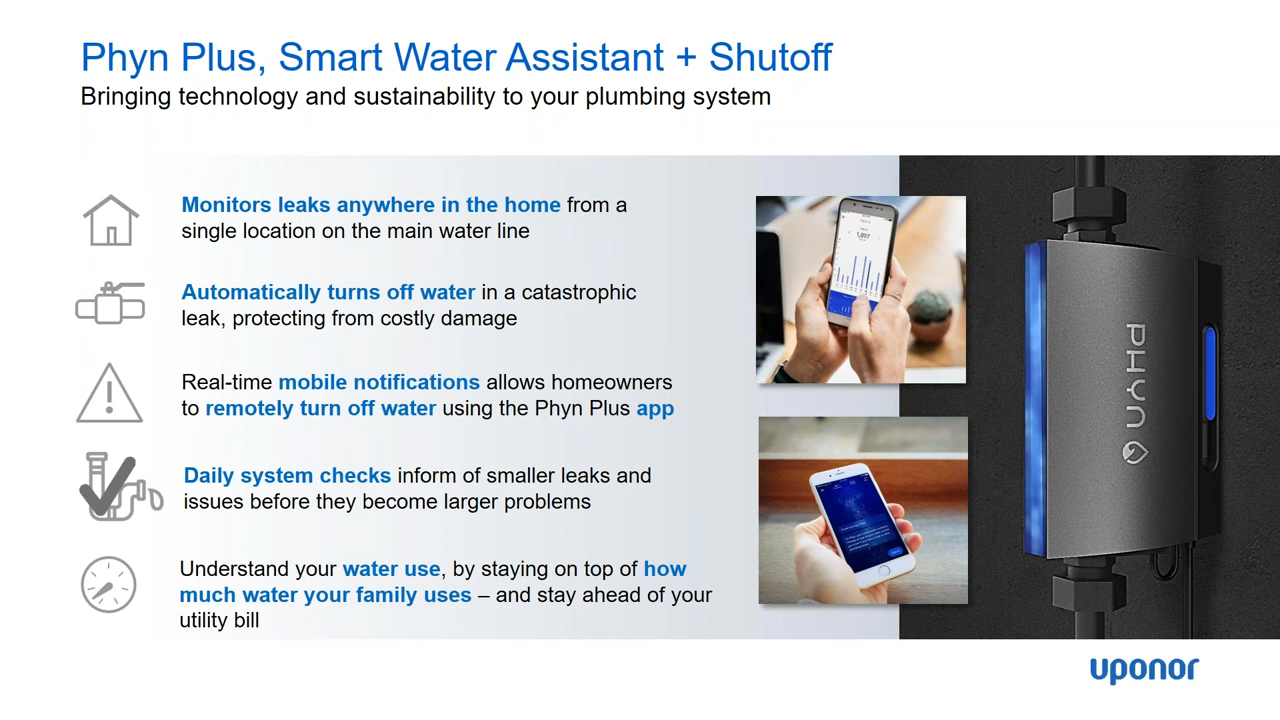 Phyn Plus, Smart Water Assistant + Shutoff
Bringing technology and sustainability to your plumbing system
Monitors leaks anywhere in the home from a
single location on the main water line
Automatically turns off water in a catastrophic
leak, protecting from costly damage
Real-time mobile notifications allows homeowners
to remotely turn off water using the Phyn Plus app
Daily system checks inform of smaller leaks and
issues before they become larger problems
Understand your water use, by staying on top of how
much water your family uses – and stay ahead of your
utility bill
1,897
PHYN
uponor